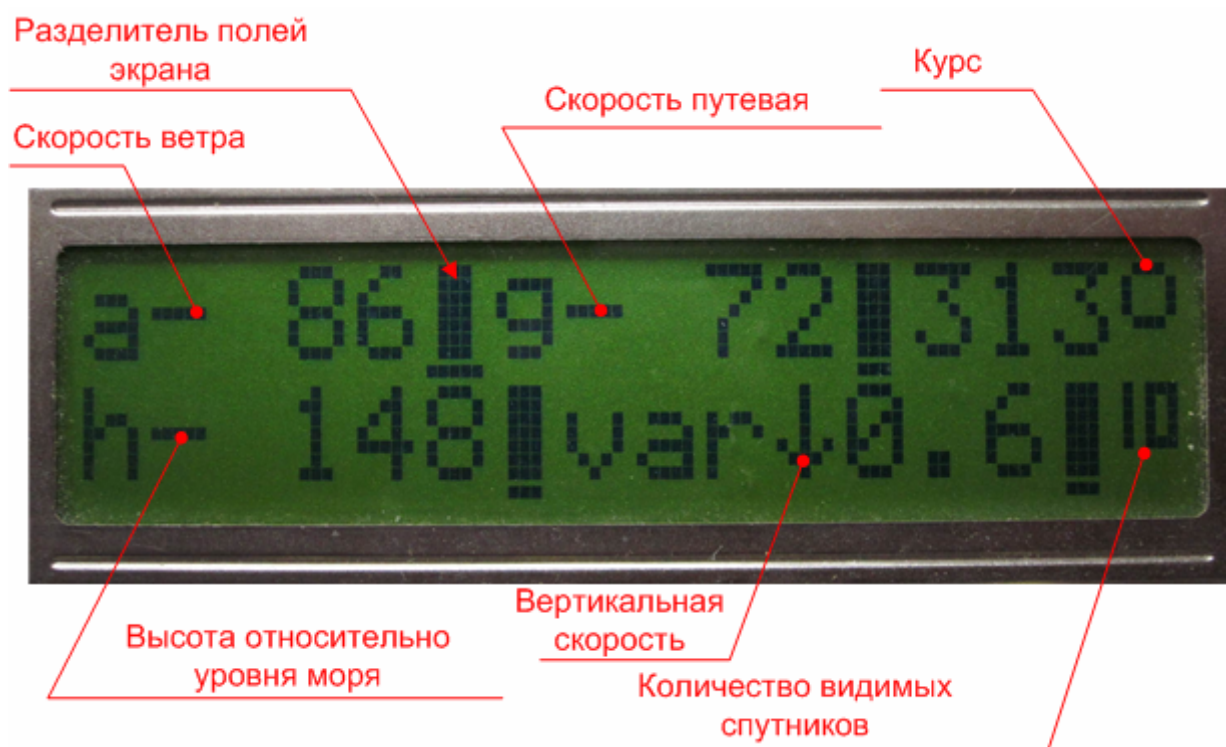 Разделитель полей
экрана
Курс
Скорость путевая
Скорость ветра
a- 86 g- 72 313°
h- 148 var↓0.6 10
Вертикальная
скорость
Высота относительно
уровня моря
Количество видимых
спутников